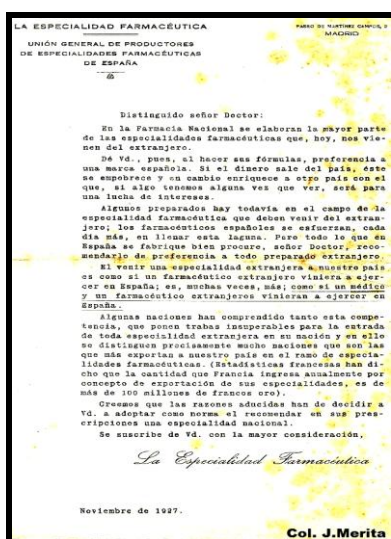 LA ESPECIALIDAD FARMACÉUTICA
PASEO DE MARTÍNEZ CAMPOS,
MADRID
UNIÓN GENERAL DE PRODUCTORES
DE ESPECIALIDADES FARMACÉUTICAS
DE ESPAÑA
Distinguido señor Doctor:
En la Farmacia Nacional se elaboran la mayor parte
de las especialidades farmacéuticas que, hoy, nos vie-
nen del extranjero.
Dé Vd., pues, al hacer sus fórmulas, preferencia a
una marca española. Si el dinero sale del país, éste
se empobrece y en cambio enriquece a otro país con el
que, si algo tenemos alguna vez que ver, será para
una lucha de intereses.
Algunos preparados hay todavía en el campo de la
especialidad farmacéutica que deben venir del extran-
jero; los farmacéuticos españoles se esfuerzan, cada
día más, en llenar esta laguna. Pero todo lo que en
España se fabrique bien procure, señor Doctor, reco-
mendarlo de preferencia a todo preparado extranjero.
El venir una especialidad extranjera a nuestro país
es como si un farmacéutico extranjero viniera a ejer-
cer en España; es, muchas veces, más; como si un médico
y un farmacéutico extranjeros vinieran a ejercer en
España.
Algunas naciones han comprendido tanto esta compe-
tencia, que ponen trabas insuperables para la entrada
de toda especialidad extranjera en su nación y en ello
se distinguen precisamente mucho naciones que son las
que más exportan a nuestro país en el ramo de especia-
lidades farmacéuticas. (Estadísticas francesas han di-
cho que la cantidad que Francia ingresa anualmente por
concepto de exportación de sus especialidades, es de
más de 100 millones de francos oro).
Creemos que las razones aducidas han de decidir a
Vd. a adoptar como norma el recomendar en sus pres-
cripciones una especialidad nacional.
Se suscribe de Vd. con la mayor consideración,
La Especialidad Farmacéutica
Noviembre de 1927.
Col. J.Merita